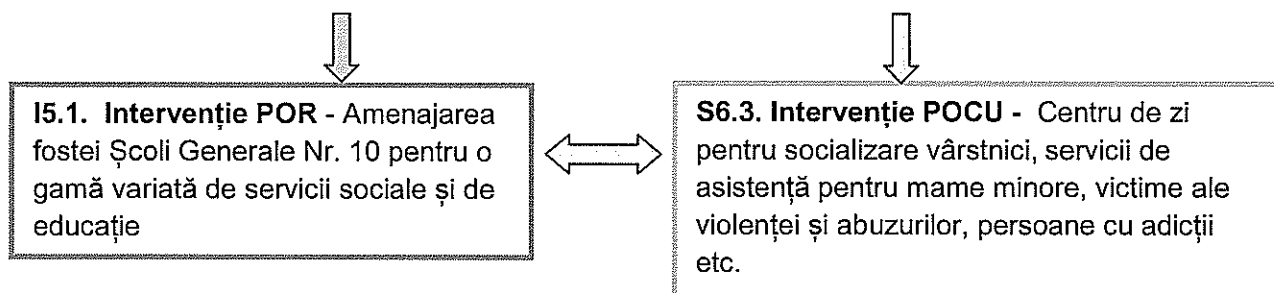 I5.1. Intervenție POR - Amenajarea
fostei Școli Generale Nr. 10 pentru o
gamă variată de servicii sociale și de
educație
S6.3. Intervenție POCU - Centru de zi
pentru socializare vârstnici, servicii de
asistență pentru mame minore, victime ale
violenței și abuzurilor, persoane cu adicții
etc.